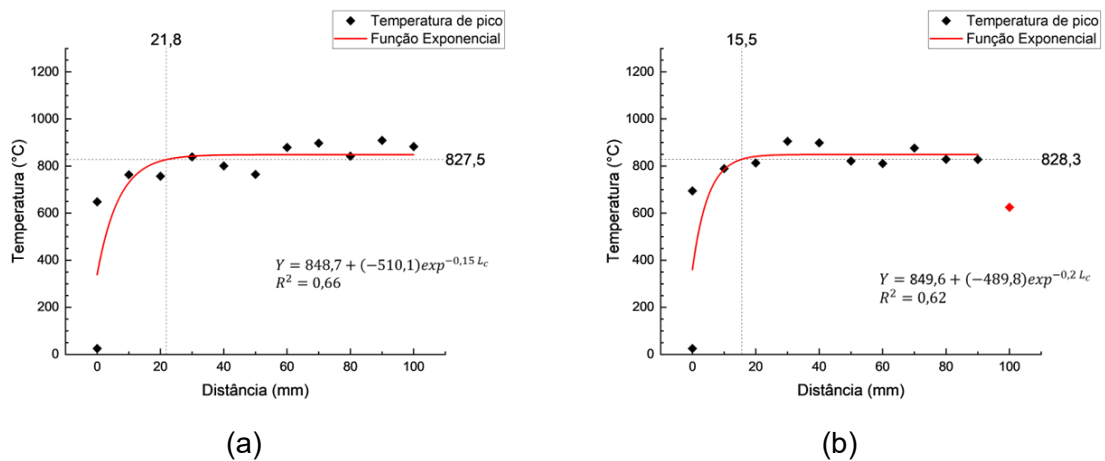 Temperatura de pico
Função Exponencial
21,8
1200
1000
800
600
400
200
0
Temperatura (°C)
827,5
Y = 848,7 + (−510,1)exp^{−0,15 L_c}
R² = 0,66
0 20 40 60 80 100
Distância (mm)
(a)
Temperatura de pico
Função Exponencial
15,5
1200
1000
800
600
400
200
0
Temperatura (°C)
828,3
Y = 849,6 + (−489,8)exp^{−0,2 L_c}
R² = 0,62
0 20 40 60 80 100
Distância (mm)
(b)